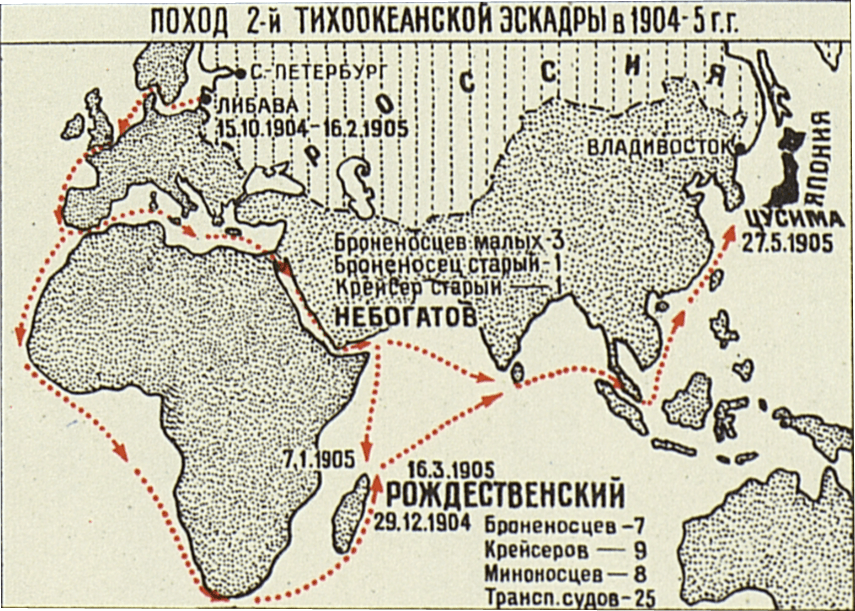 ПОХОД 2-й ТИХООКЕАНСКОЙ ЭСКАДРЫ в 1904-5 г.г.
С.-ПЕТЕРБУРГ
РОССИЯ
ЛИБАВА
15.10.1904-16.2.1905
ВЛАДИВОСТОК
ЯПОНИЯ
ЦУСИМА
27.5.1905
Броненосцев малых-3
Броненосец старый-1
Крейсер старый — 1
НЕБОГАТОВ
7.1.1905
16.3.1905
РОЖДЕСТВЕНСКИЙ
29.12.1904
Броненосцев-7
Крейсеров — 9
Миноносцев-8
Трансп.судов-25